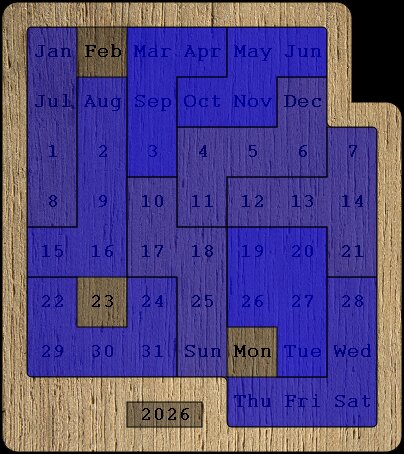 Jan Feb Mar Apr May Jun
Jul Aug Sep Oct Nov Dec
1 2 3 4 5 6 7
8 9 10 11 12 13 14
15 16 17 18 19 20 21
22 23 24 25 26 27 28
29 30 31 Sun Mon Tue Wed
Thu Fri Sat
2026